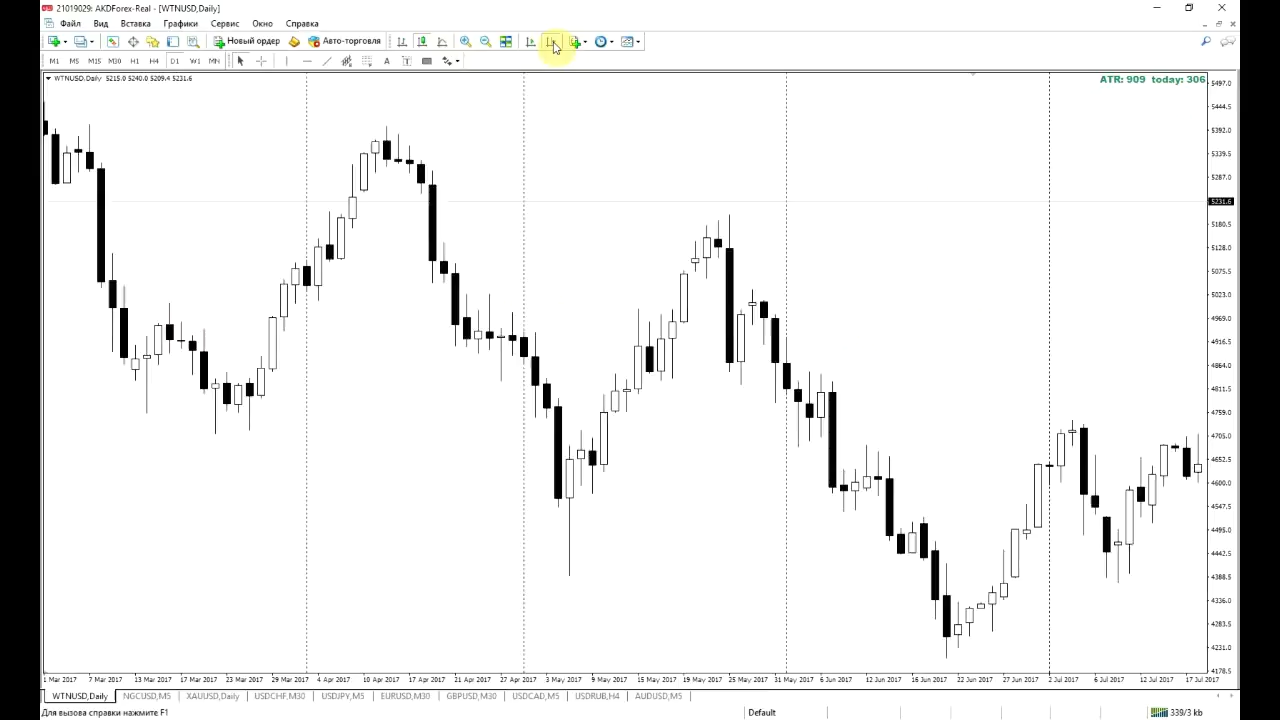 21019029: AKDForex-Real - [WTNUSD,Daily]
Файл Вид Вставка Графики Сервис Окно Справка
Новый ордер Авто-торговля
M1 M5 M15 M30 H1 H4 D1 W1 MN A T
WTNUSD,Daily 5215.0 5240.0 5209.4 5231.6
ATR: 909 today: 306
5497.0
5444.5
5392.0
5339.5
5287.0
5231.6
5180.5
5128.0
5075.5
5023.0
4969.0
4916.5
4864.0
4811.5
4759.0
4705.0
4652.5
4600.0
4547.5
4495.0
4442.5
4388.5
4336.0
4283.5
4231.0
4178.5
1 Mar 2017 7 Mar 2017 13 Mar 2017 17 Mar 2017 23 Mar 2017 29 Mar 2017 4 Apr 2017 10 Apr 2017 17 Apr 2017 21 Apr 2017 27 Apr 2017 3 May 2017 9 May 2017 15 May 2017 19 May 2017 25 May 2017 31 May 2017 6 Jun 2017 12 Jun 2017 16 Jun 2017 22 Jun 2017 27 Jun 2017 2 Jul 2017 6 Jul 2017 12 Jul 2017 17 Jul 2017
WTNUSD,Daily NGCUSD,M5 XAUUSD,Daily USDCHF,M30 USDJPY,M5 EURUSD,M30 GBPUSD,M30 USDCAD,M5 USDRUB,H4 AUDUSD,M5
Для вызова справки нажмите F1 Default 339/3 kb